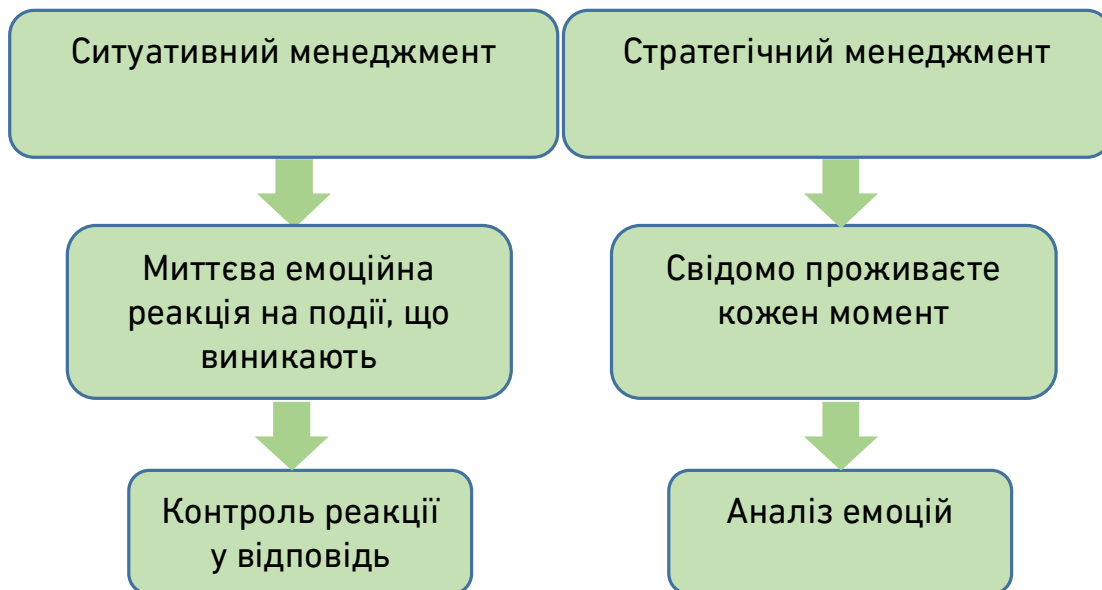 Ситуативний менеджмент
Стратегічний менеджмент
Миттєва емоційна
реакція на події, що
виникають
Свідомо проживаєте
кожен момент
Контроль реакції
у відповідь
Аналіз емоцій